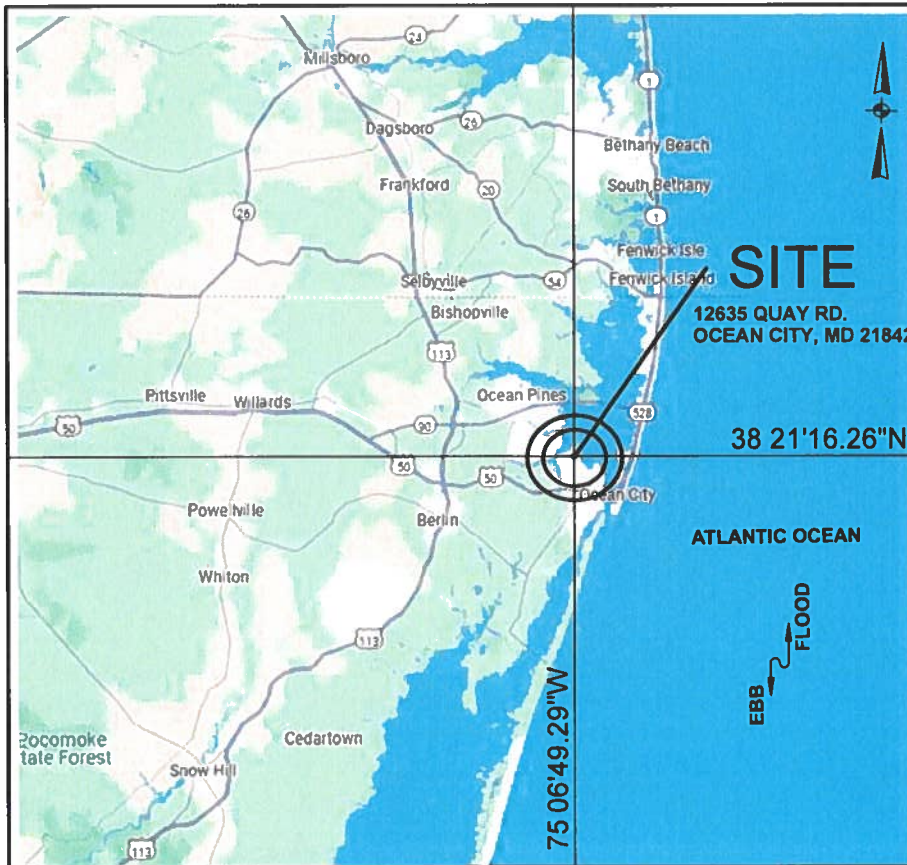 24
Millsboro
1
26
Dagsboro
Bethany Beach
Frankford
20
South Bethany
26
1
Fenwick Isle
SITE
Selbyville
54
Fenwick Island
12635 QUAY RD.
OCEAN CITY, MD 21842
Bishopville
113
Pittsville
Willards
Ocean Pines
528
50
90
38 21'16.26"N
50
50
Ocean City
Powellville
Berlin
ATLANTIC OCEAN
Whiton
FLOOD
EBB
113
75 06'49.29"W
Cedartown
Pocomoke
State Forest
Snow Hill
113